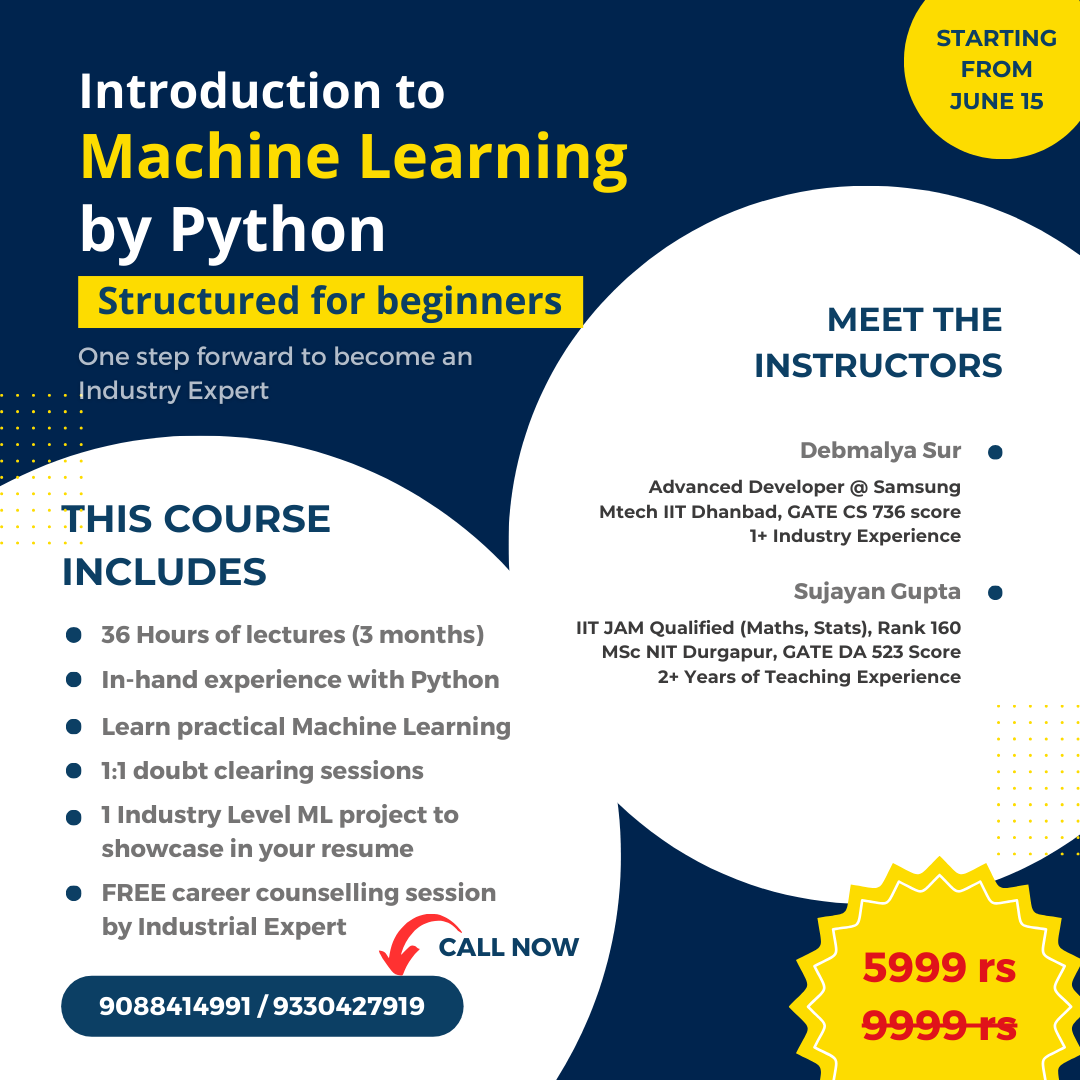 STARTING
FROM
JUNE 15
Introduction to
Machine Learning
by Python
Structured for beginners
One step forward to become an
Industry Expert
MEET THE
INSTRUCTORS
Debmalya Sur
Advanced Developer @ Samsung
Mtech IIT Dhanbad, GATE CS 736 score
1+ Industry Experience
Sujayan Gupta
IIT JAM Qualified (Maths, Stats), Rank 160
MSc NIT Durgapur, GATE DA 523 Score
2+ Years of Teaching Experience
THIS COURSE
INCLUDES
36 Hours of lectures (3 months)
In-hand experience with Python
Learn practical Machine Learning
1:1 doubt clearing sessions
1 Industry Level ML project to
showcase in your resume
FREE career counselling session
by Industrial Expert
CALL NOW
9088414991 / 9330427919
5999 rs
9999 rs